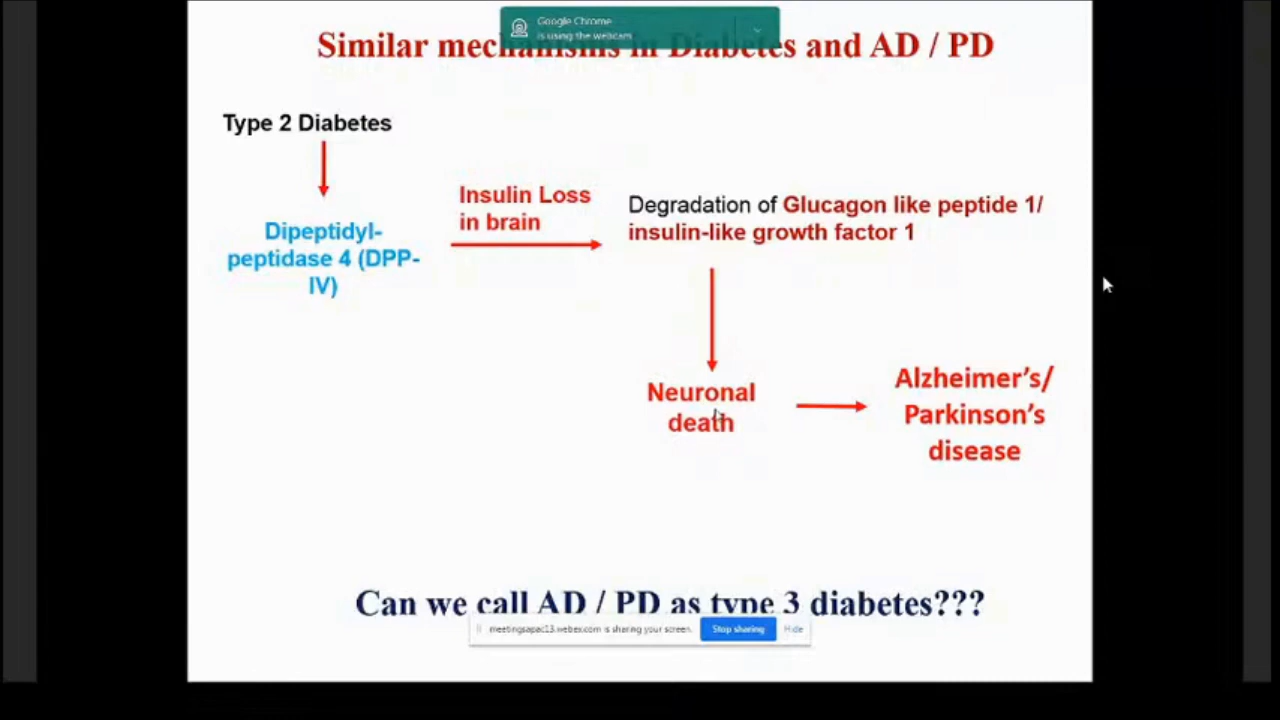 Google Chrome
is using the webcam
Similar mechanisms in Diabetes and AD / PD
Type 2 Diabetes
Dipeptidyl-
peptidase 4 (DPP-
IV)
Insulin Loss
in brain
Degradation of Glucagon like peptide 1/
insulin-like growth factor 1
Neuronal
death
Alzheimer's/
Parkinson's
disease
Can we call AD / PD as type 3 diabetes???
meetingsapac13.webex.com is sharing your screen. Stop sharing Hide